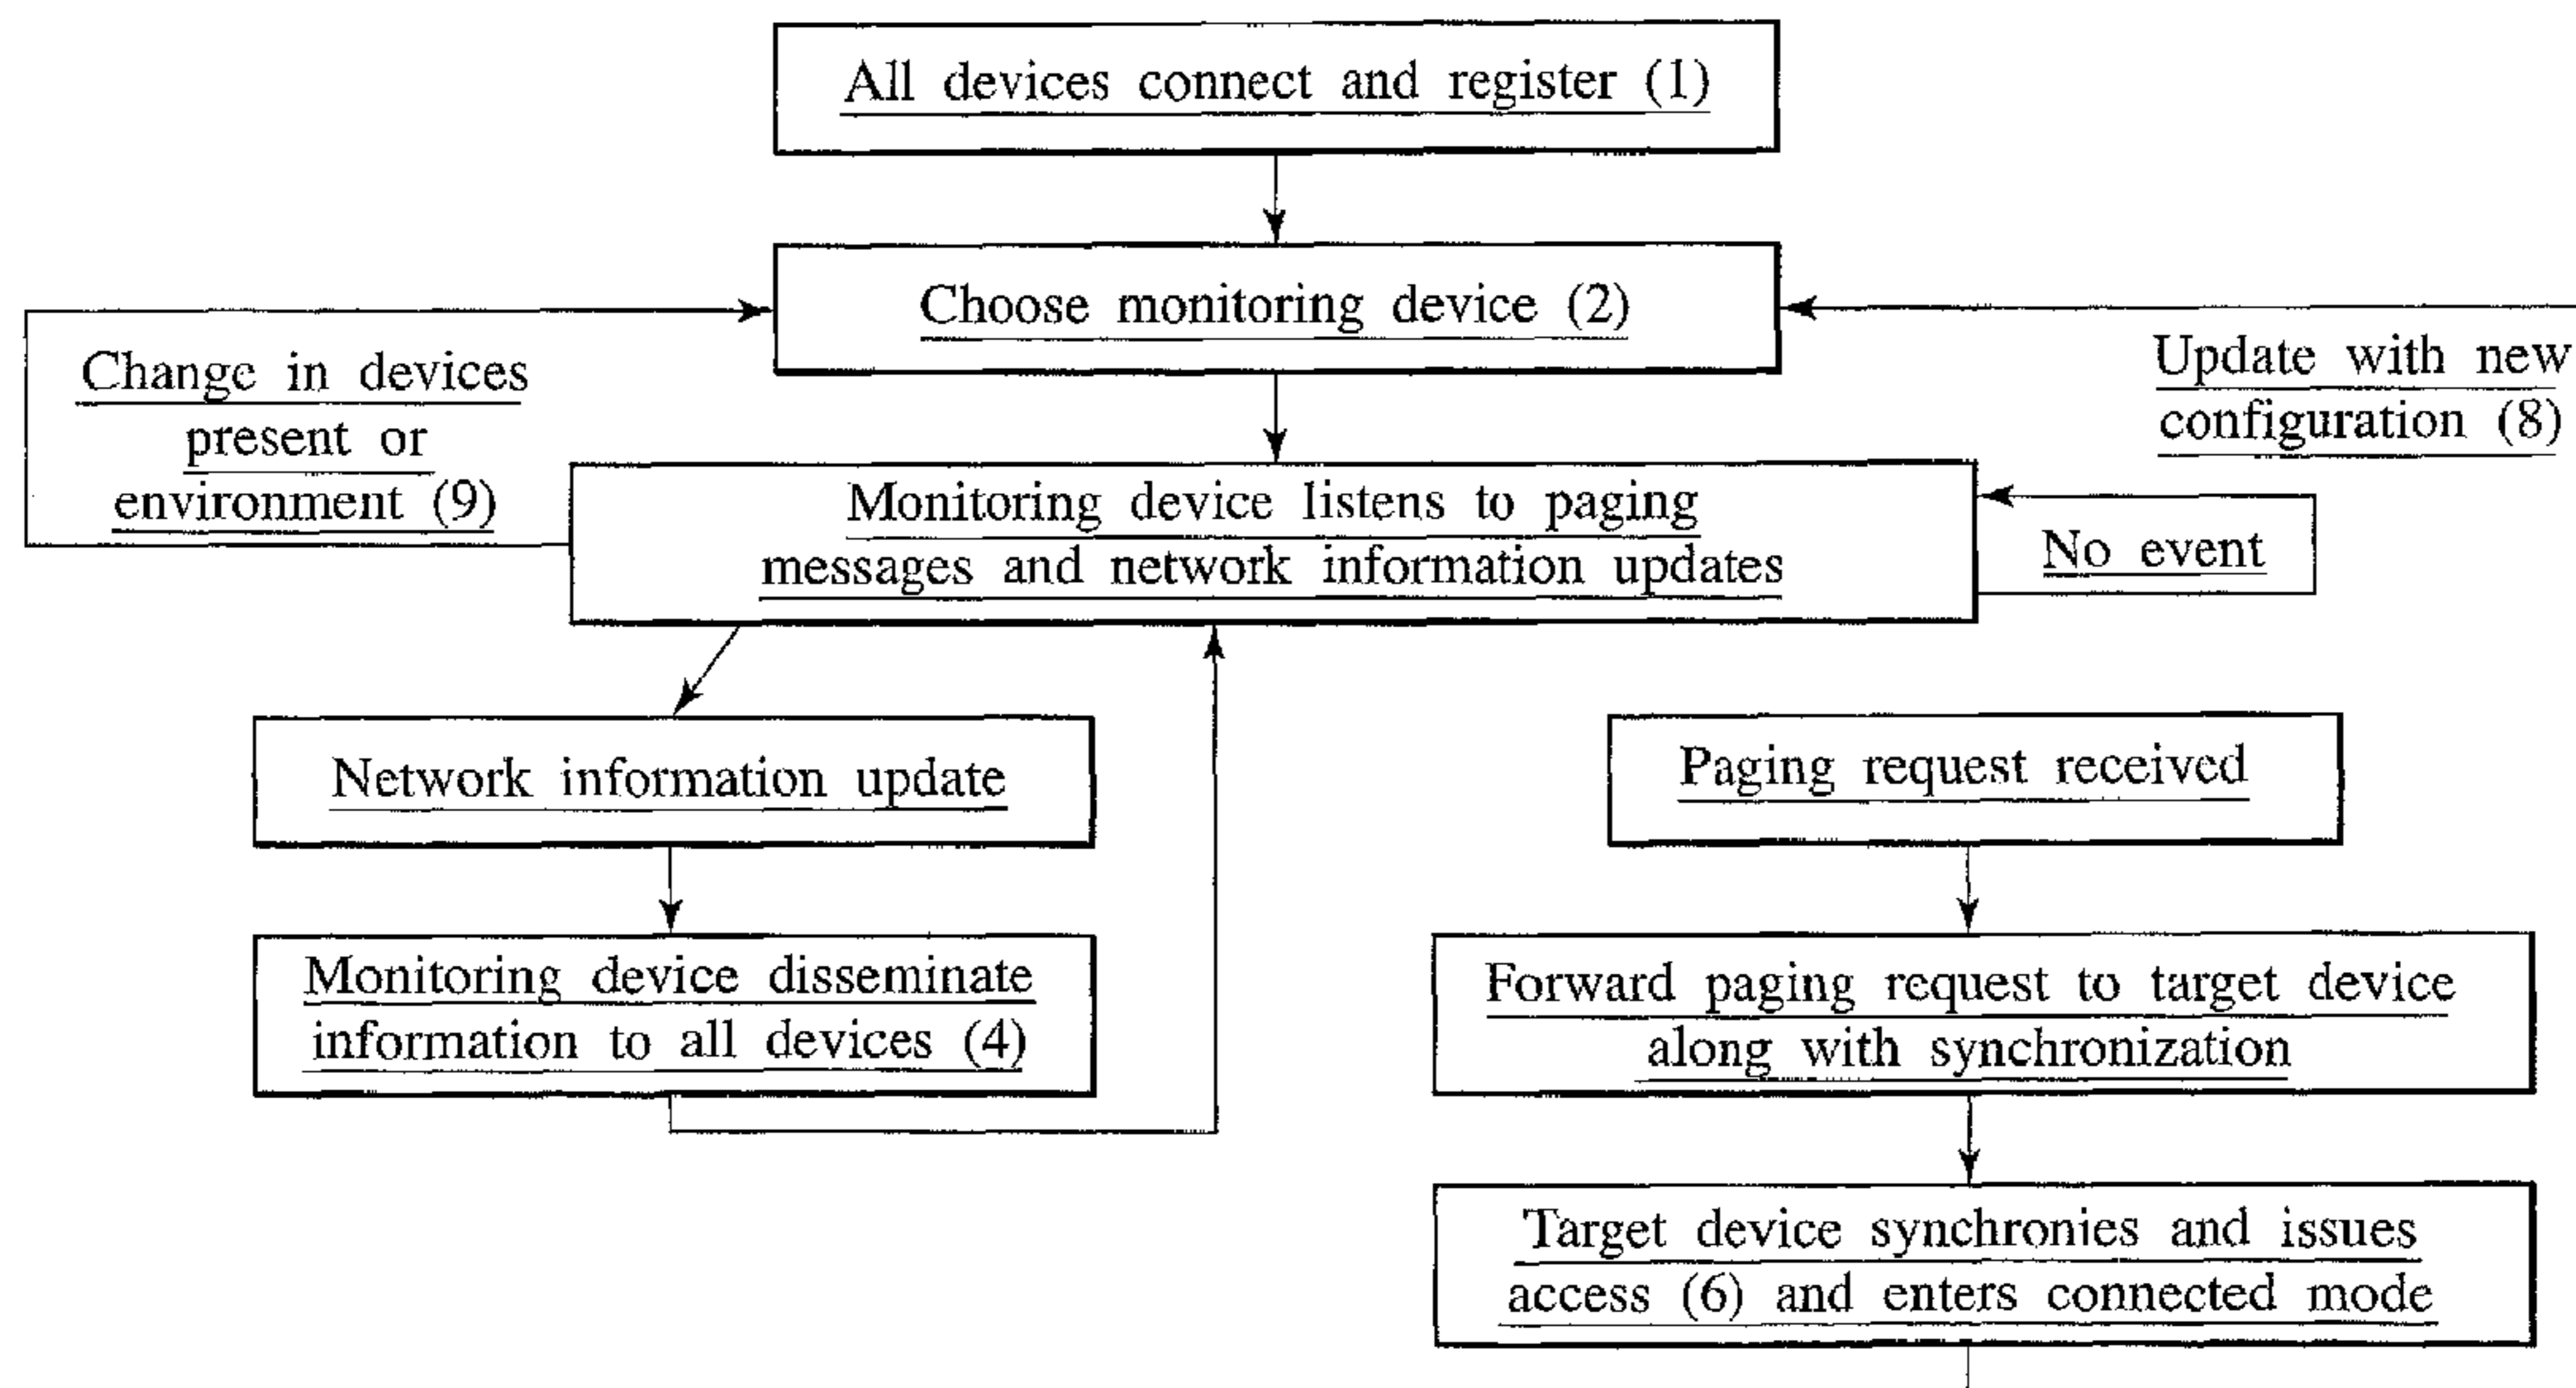 All devices connect and register (1)
Choose monitoring device (2)
Change in devices
present or
environment (9)
Update with new
configuration (8)
Monitoring device listens to paging
messages and network information updates
No event
Network information update
Paging request received
Monitoring device disseminate
information to all devices (4)
Forward paging request to target device
along with synchronization
Target device synchronies and issues
access (6) and enters connected mode